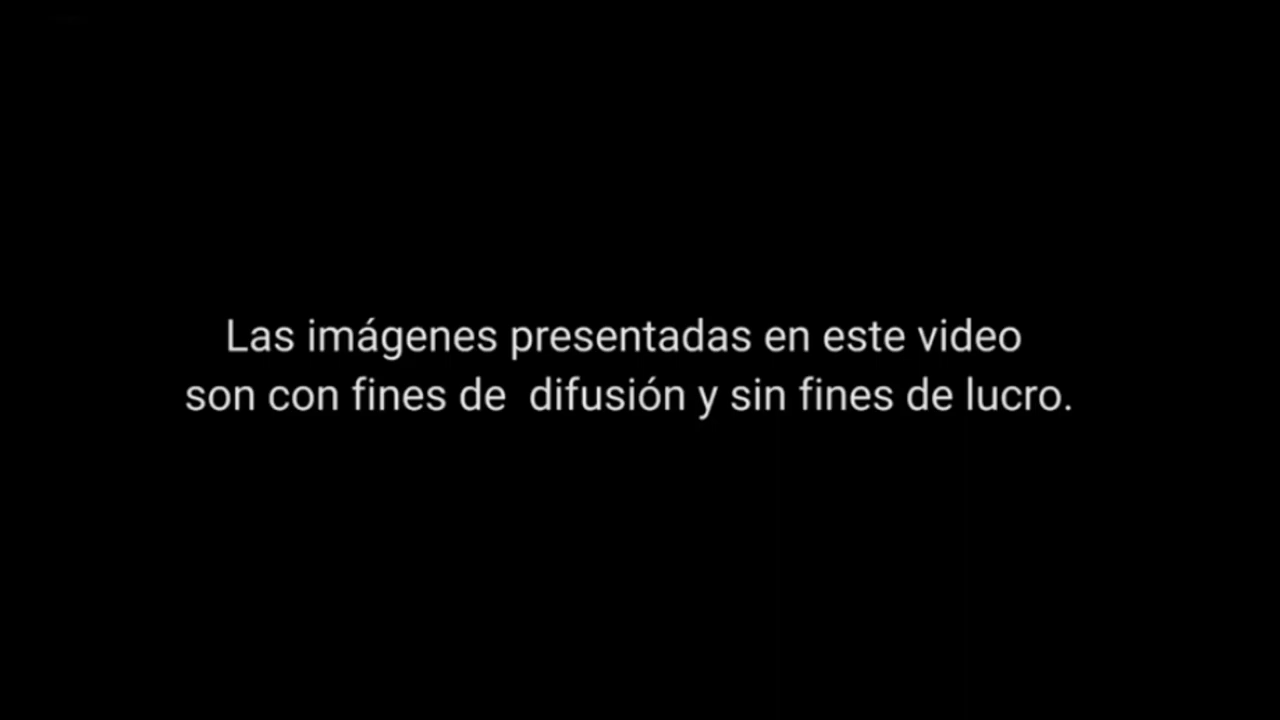 Las imágenes presentadas en este video
son con fines de  difusión y sin fines de lucro.